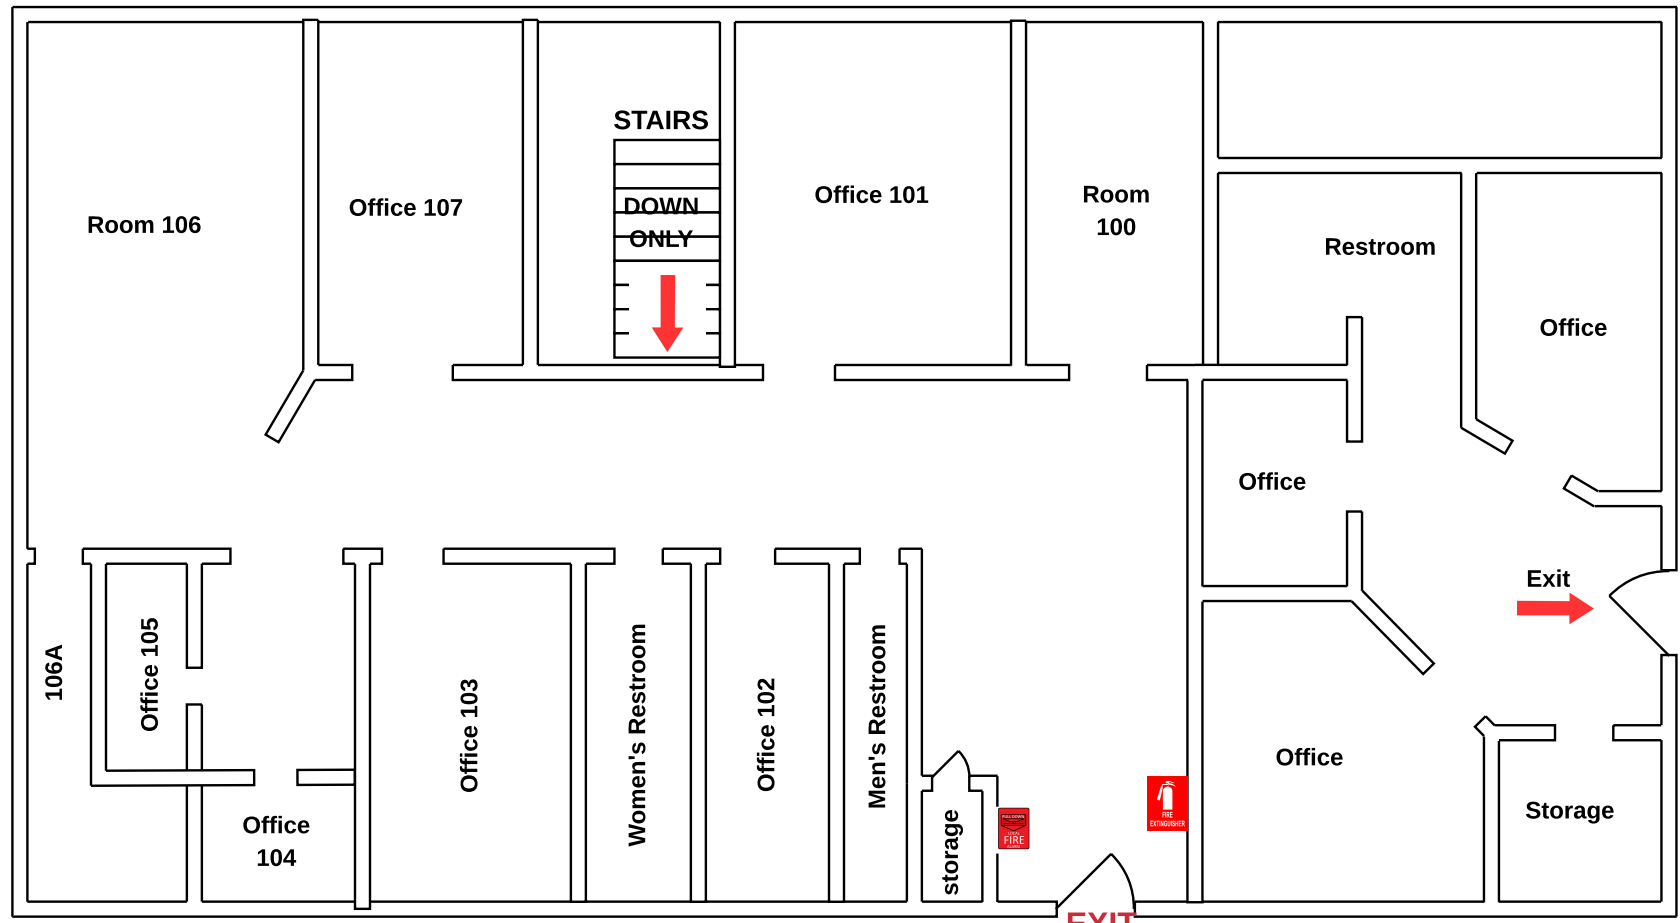 STAIRS
DOWN
ONLY
Room 106
Office 107
Office 101
Room
100
Restroom
Office
Office
Exit
106A
Office 105
Office 103
Women's Restroom
Office 102
Men's Restroom
Office
104
storage
FIRE
FIRE
EXTINGUISHER
Office
Storage
EXIT